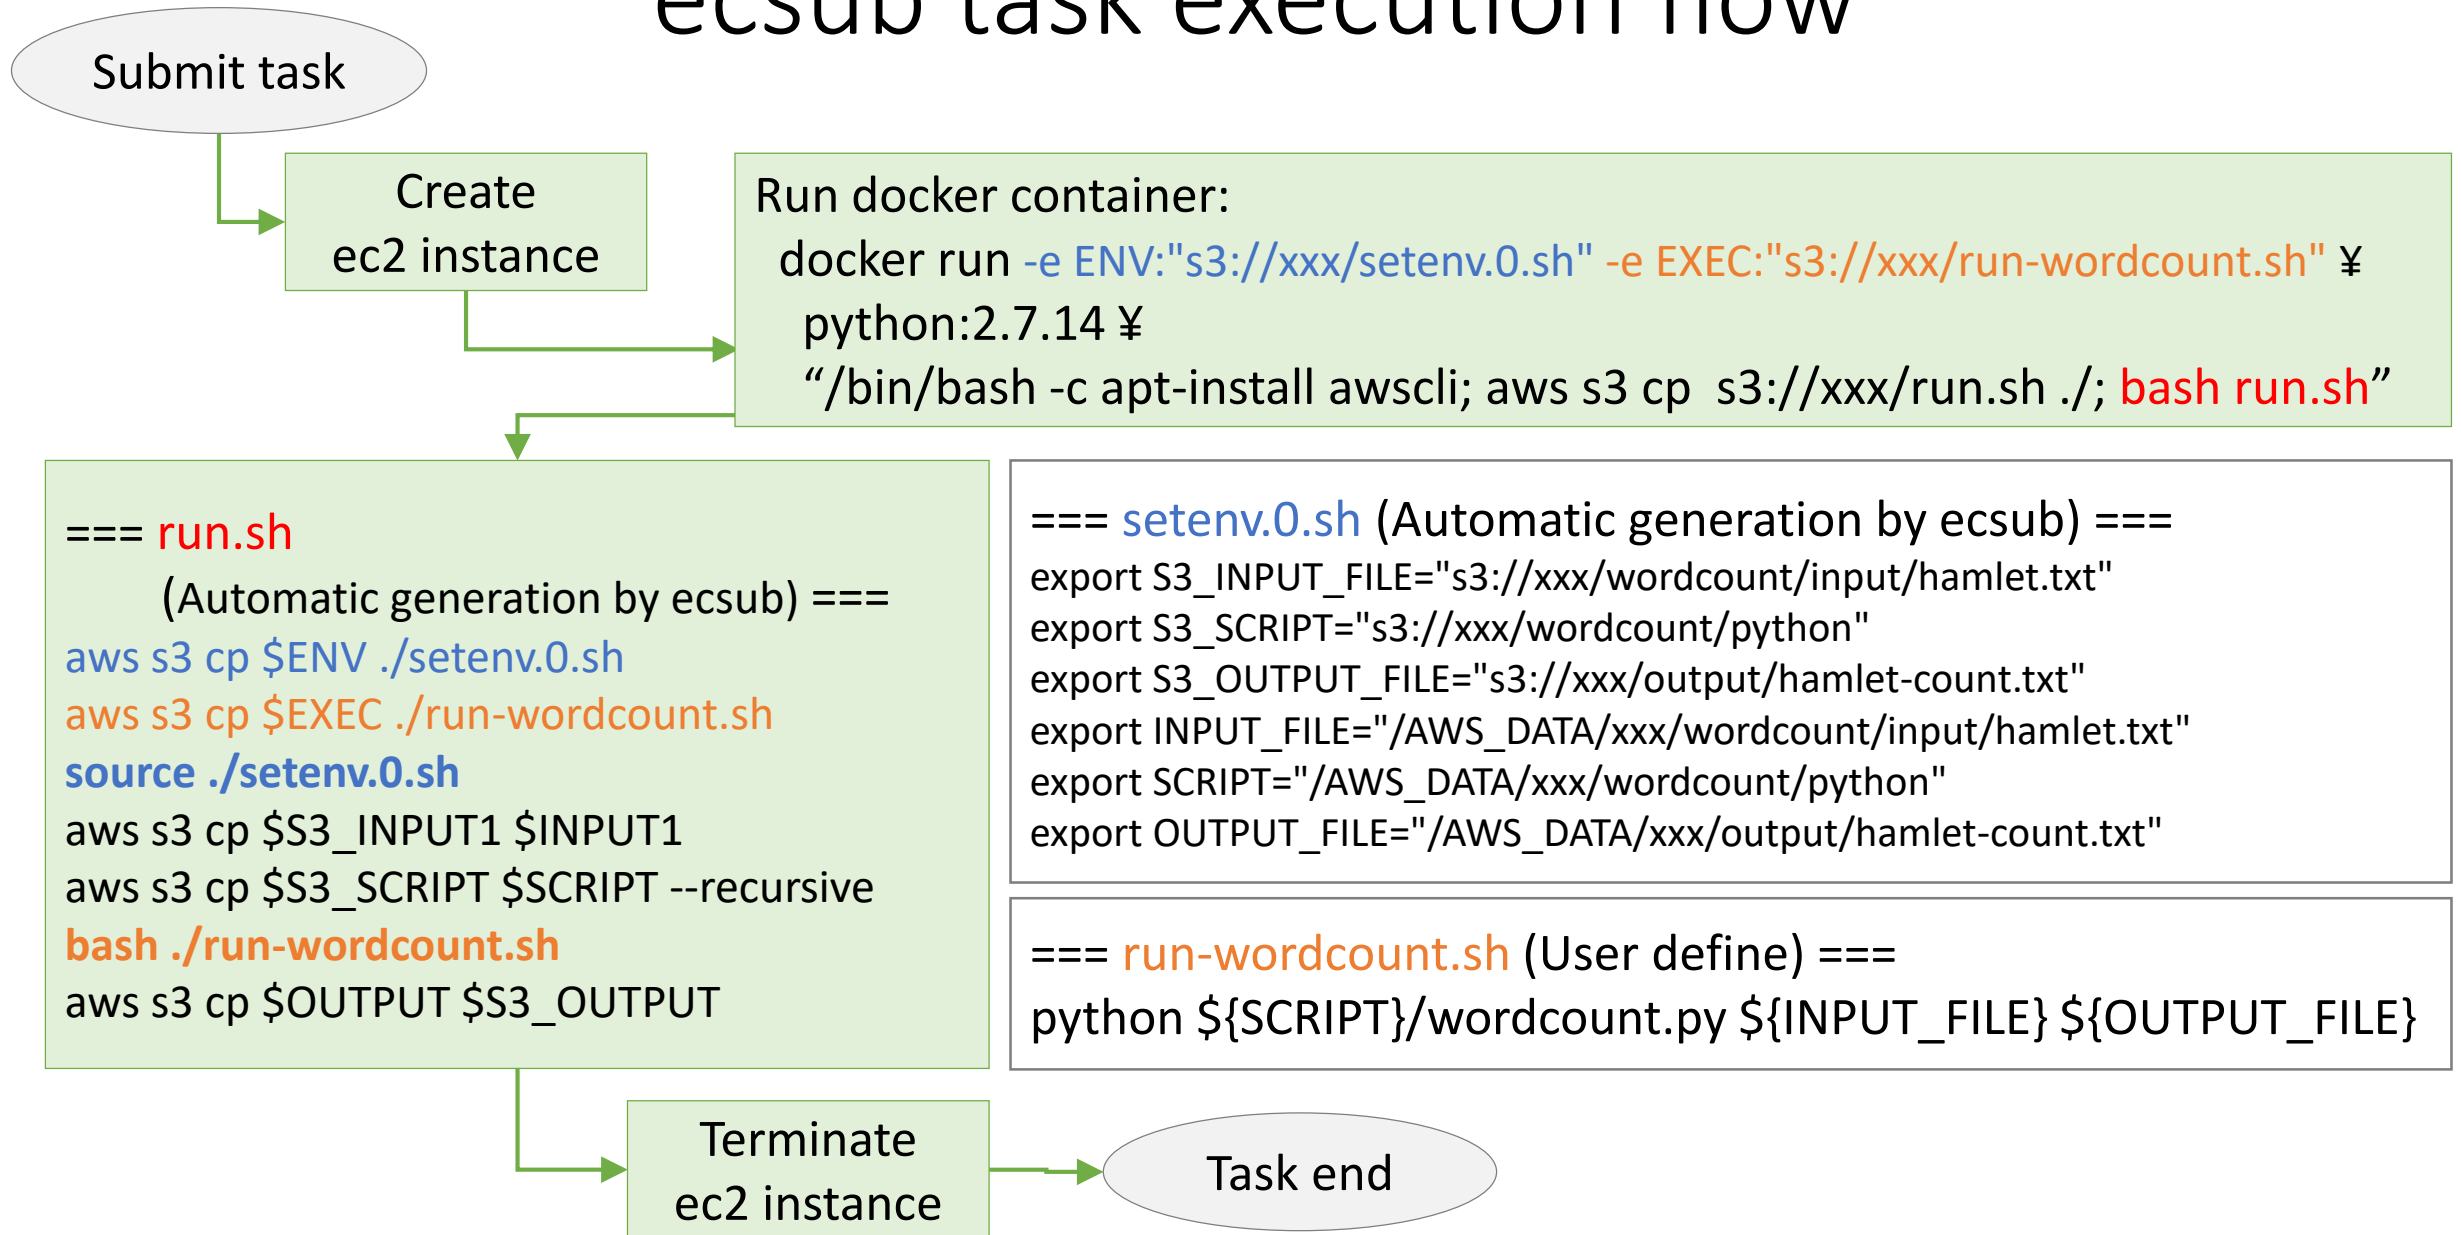 ecsub task execution flow
Submit task
Create
ec2 instance
Run docker container:
docker run -e ENV:"s3://xxx/setenv.0.sh" -e EXEC:"s3://xxx/run-wordcount.sh" ¥
python:2.7.14 ¥
“/bin/bash -c apt-install awscli; aws s3 cp  s3://xxx/run.sh ./; bash run.sh”
=== run.sh
(Automatic generation by ecsub) ===
aws s3 cp $ENV ./setenv.0.sh
aws s3 cp $EXEC ./run-wordcount.sh
source ./setenv.0.sh
aws s3 cp $S3_INPUT1 $INPUT1
aws s3 cp $S3_SCRIPT $SCRIPT --recursive
bash ./run-wordcount.sh
aws s3 cp $OUTPUT $S3_OUTPUT
=== setenv.0.sh (Automatic generation by ecsub) ===
export S3_INPUT_FILE="s3://xxx/wordcount/input/hamlet.txt"
export S3_SCRIPT="s3://xxx/wordcount/python"
export S3_OUTPUT_FILE="s3://xxx/output/hamlet-count.txt"
export INPUT_FILE="/AWS_DATA/xxx/wordcount/input/hamlet.txt"
export SCRIPT="/AWS_DATA/xxx/wordcount/python"
export OUTPUT_FILE="/AWS_DATA/xxx/output/hamlet-count.txt"
=== run-wordcount.sh (User define) ===
python ${SCRIPT}/wordcount.py ${INPUT_FILE} ${OUTPUT_FILE}
Terminate
ec2 instance
Task end